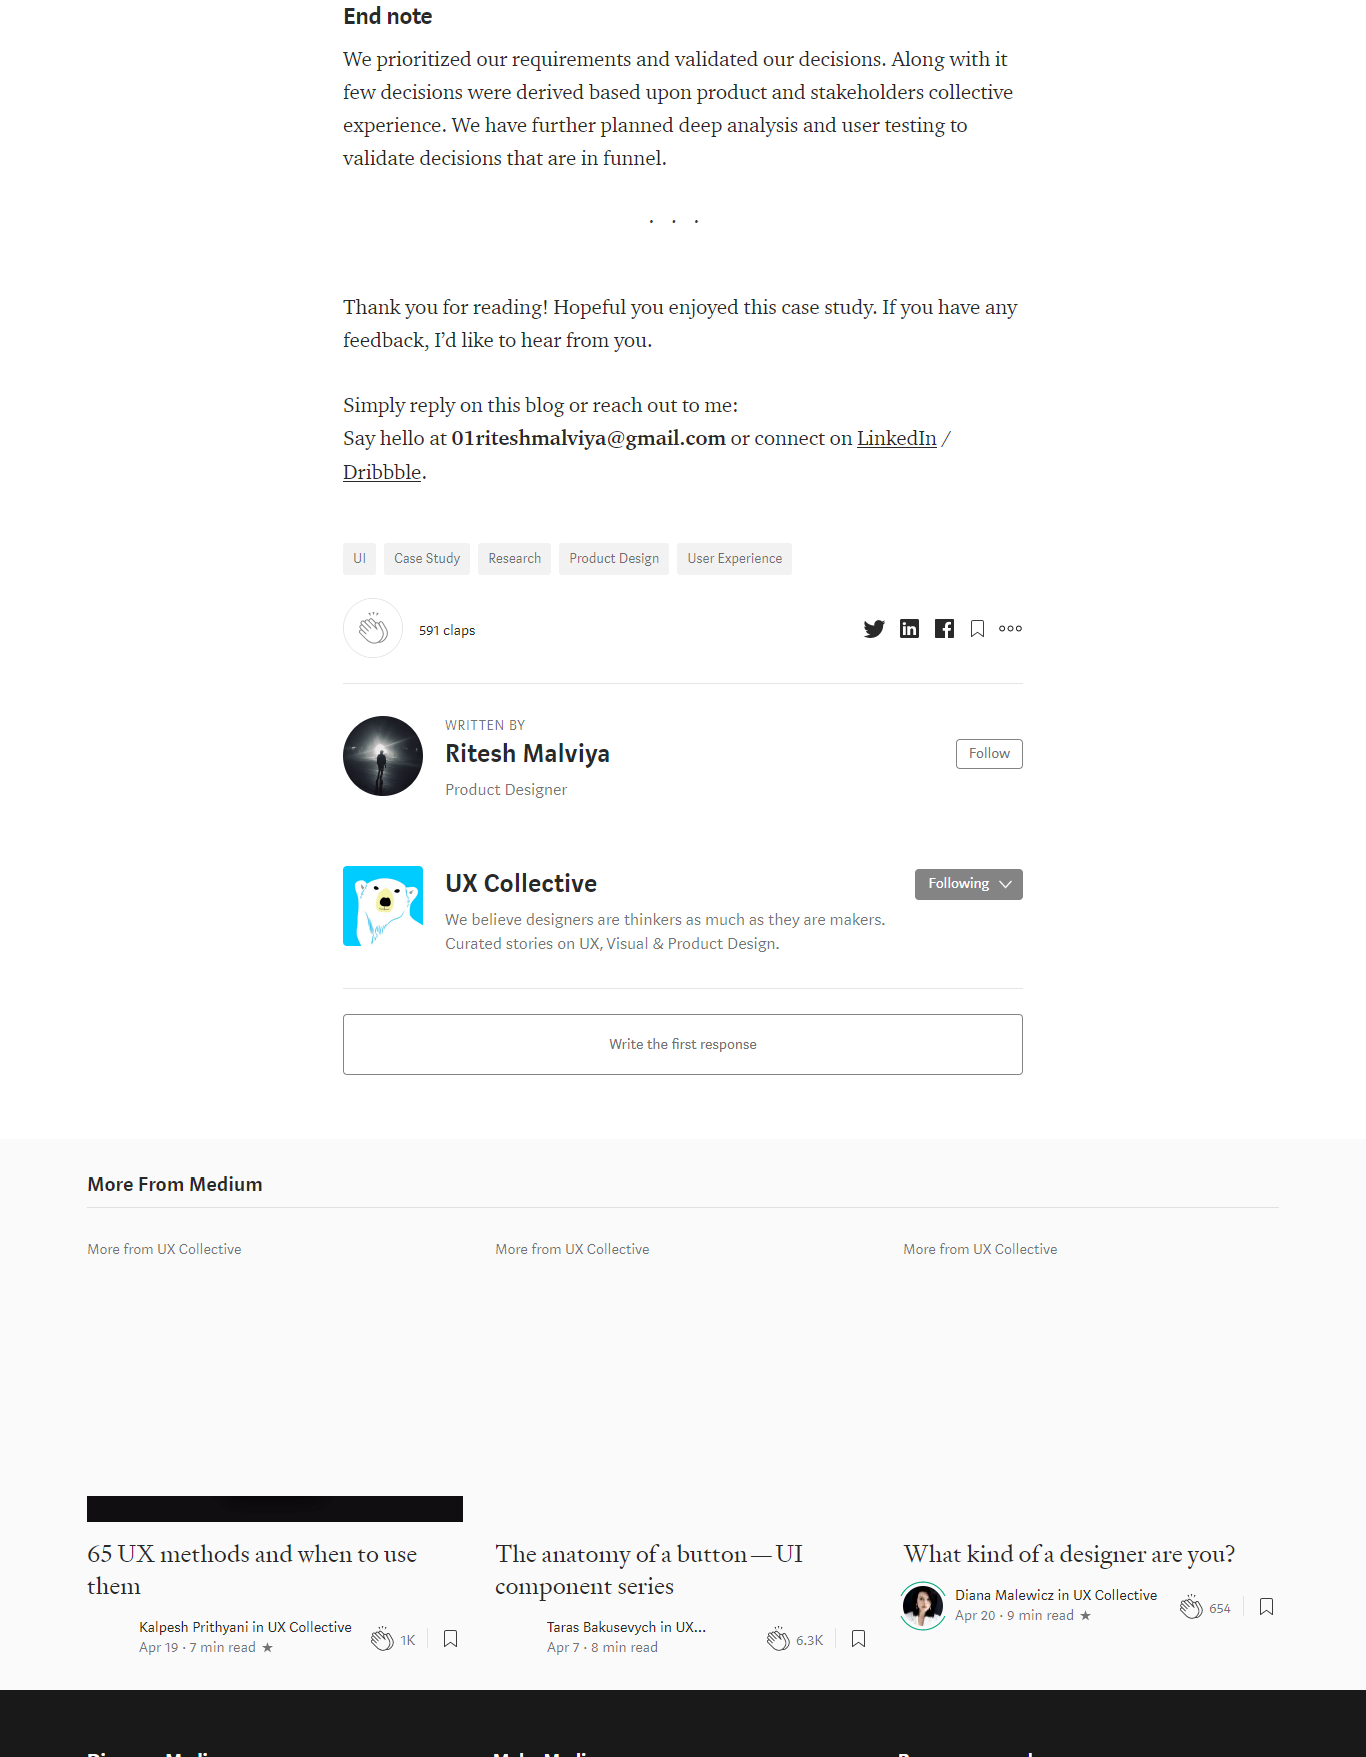 End note
We prioritized our requirements and validated our decisions. Along with it
few decisions were derived based upon product and stakeholders collective
experience. We have further planned deep analysis and user testing to
validate decisions that are in funnel.
. . .
Thank you for reading! Hopeful you enjoyed this case study. If you have any
feedback, I’d like to hear from you.
Simply reply on this blog or reach out to me:
Say hello at 01riteshmalviya@gmail.com or connect on LinkedIn /
Dribbble.
UI Case Study Research Product Design User Experience
591 claps
WRITTEN BY
Ritesh Malviya
Follow
Product Designer
UX Collective
Following
We believe designers are thinkers as much as they are makers.
Curated stories on UX, Visual & Product Design.
Write the first response
More From Medium
More from UX Collective
65 UX methods and when to use
them
Kalpesh Prithyani in UX Collective
Apr 19 · 7 min read ★
1K
More from UX Collective
The anatomy of a button — UI
component series
Taras Bakusevych in UX...
Apr 7 · 8 min read
6.3K
More from UX Collective
What kind of a designer are you?
Diana Malewicz in UX Collective
Apr 20 · 9 min read ★
654